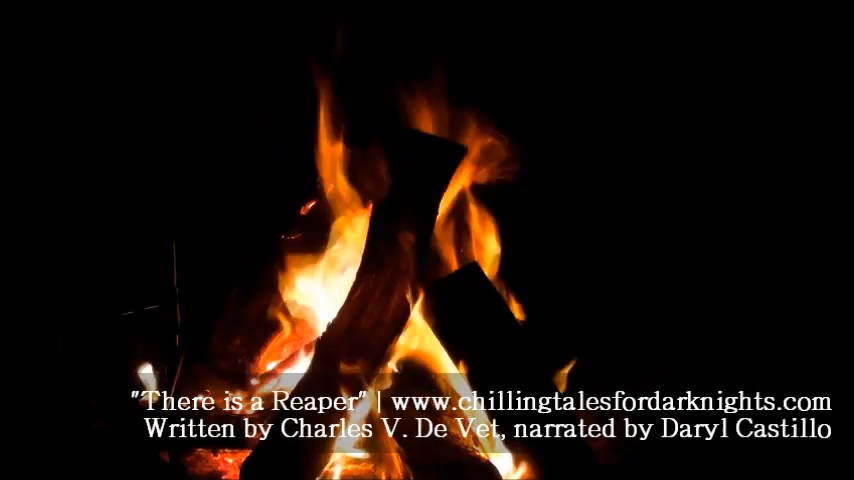 "There is a Reaper" | www.chillingtalesfordarknights.com
Written by Charles V. De Vet, narrated by Daryl Castillo